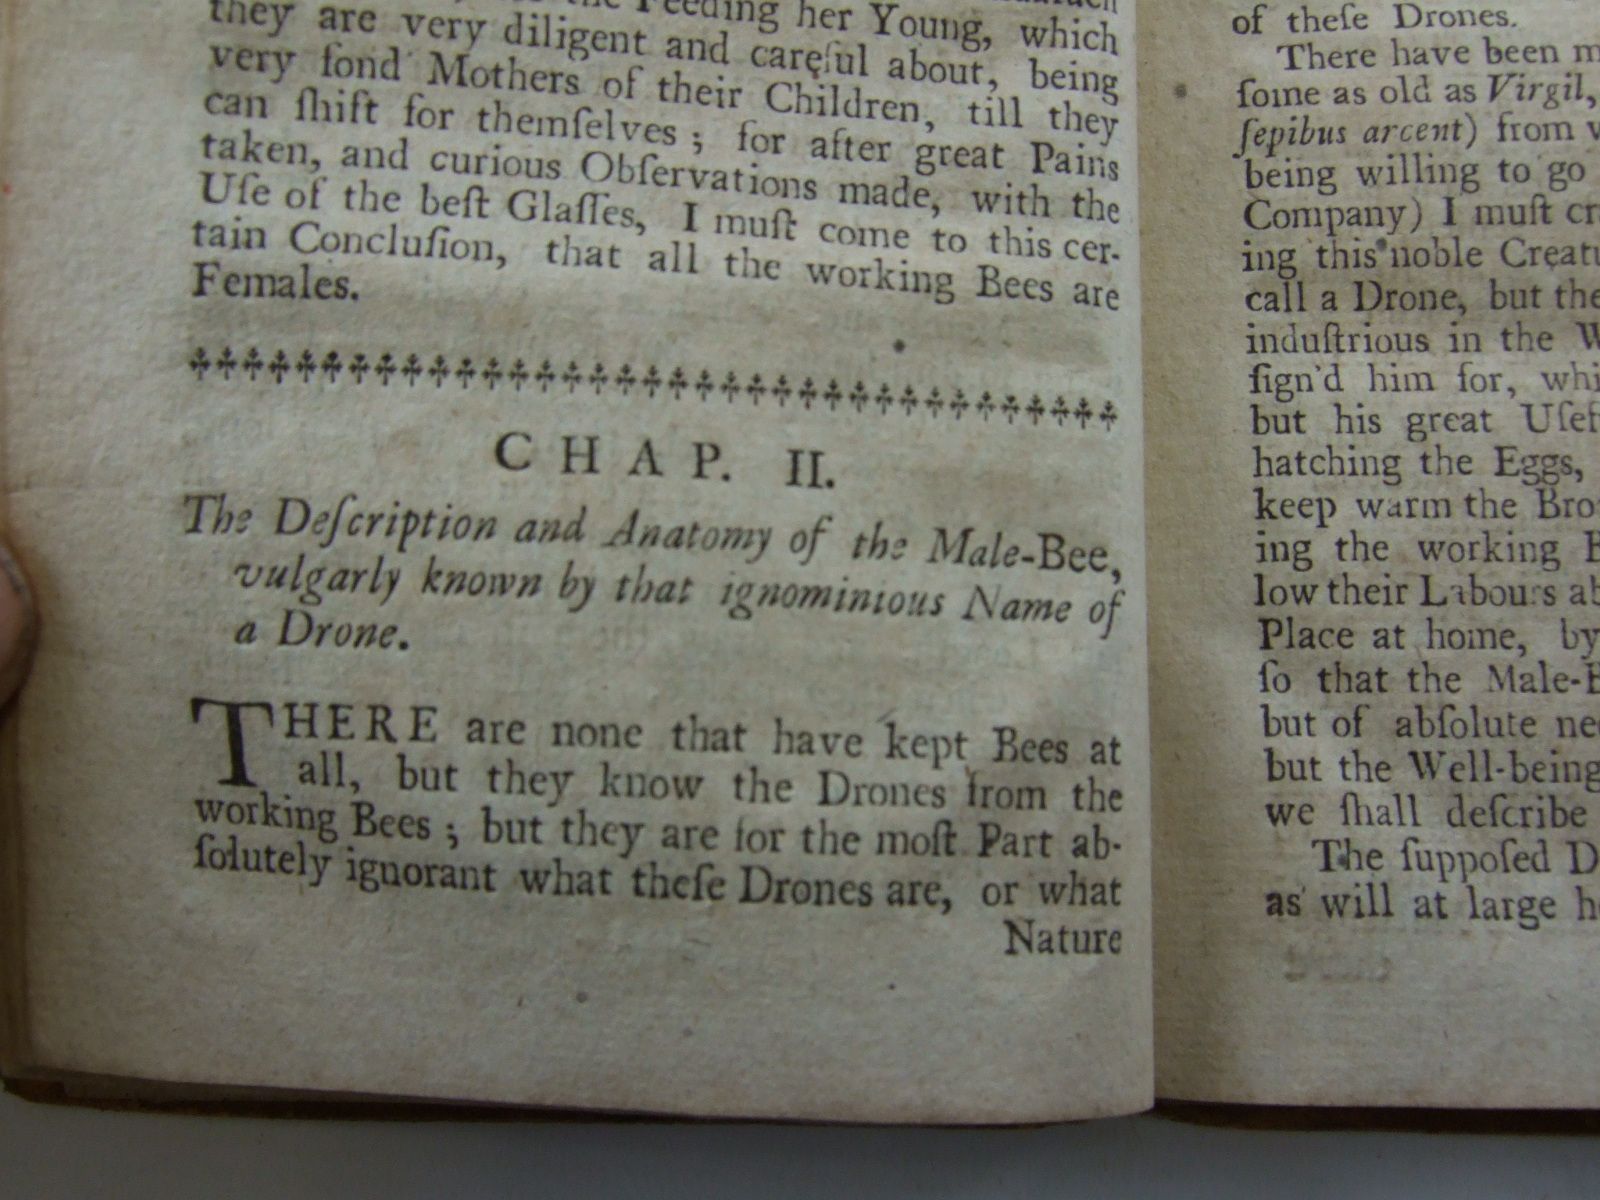 the Feeding her Young, which
they are very diligent and careſul about, being
very fond Mothers of their Children, till they
can ſhift for themſelves ; for after great Pains
taken, and curious Obſervations made, with the
Uſe of the beſt Glaſſes, I muſt come to this cer-
tain Concluſion, that all the working Bees are
Females.
CHAP. II.
The Deſcription and Anatomy of the Male-Bee,
vulgarly known by that ignominious Name of
a Drone.
THERE are none that have kept Bees at
all, but they know the Drones from the
working Bees ; but they are for the moſt Part ab-
ſolutely ignorant what theſe Drones are, or what
Nature
of theſe Drones.
There have been
ſome as old as Virgil,
ſepibus arcent) from
being willing to go
Company) I muſt
ing this noble
call a Drone, but
induſtrious in the
ſign'd him for,
but his great
hatching the Eggs,
keep warm the
ing the working
low their Labours
Place at home, by
ſo that the
but of abſolute
but the Well-being
we ſhall deſcribe
The ſuppoſed
as will at large